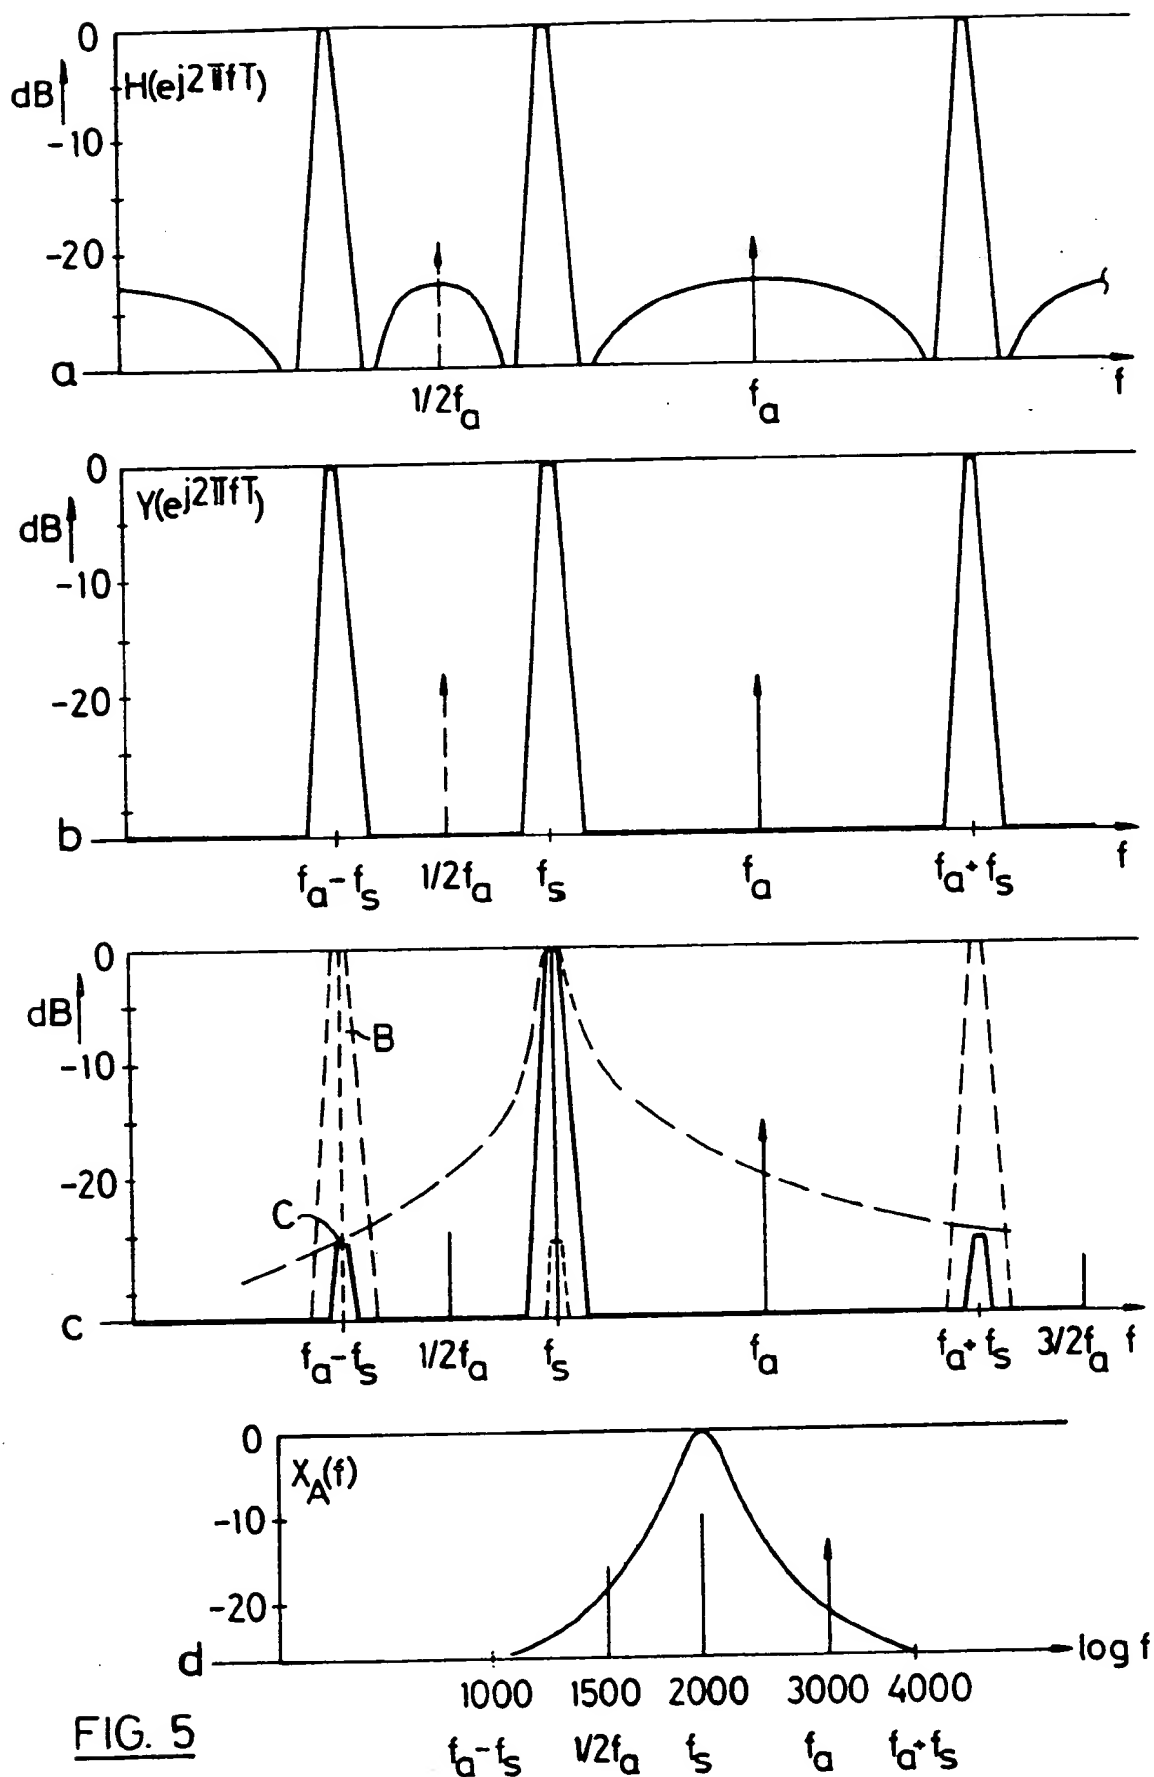 0
H(ej2πfT)
dB
-10
-20
a
1/2fa
fa
f
0
Y(ej2πfT)
dB
-10
-20
b
fa-fs
1/2fa
fs
fa
fa+fs
f
0
dB
B
-10
-20
C
c
fa-fs
1/2fa
fs
fa
fa+fs
3/2fa
f
0
XA(f)
-10
-20
d
log f
1000 1500 2000 3000 4000
fa-fs 1/2fa fs fa fa+fs
FIG. 5